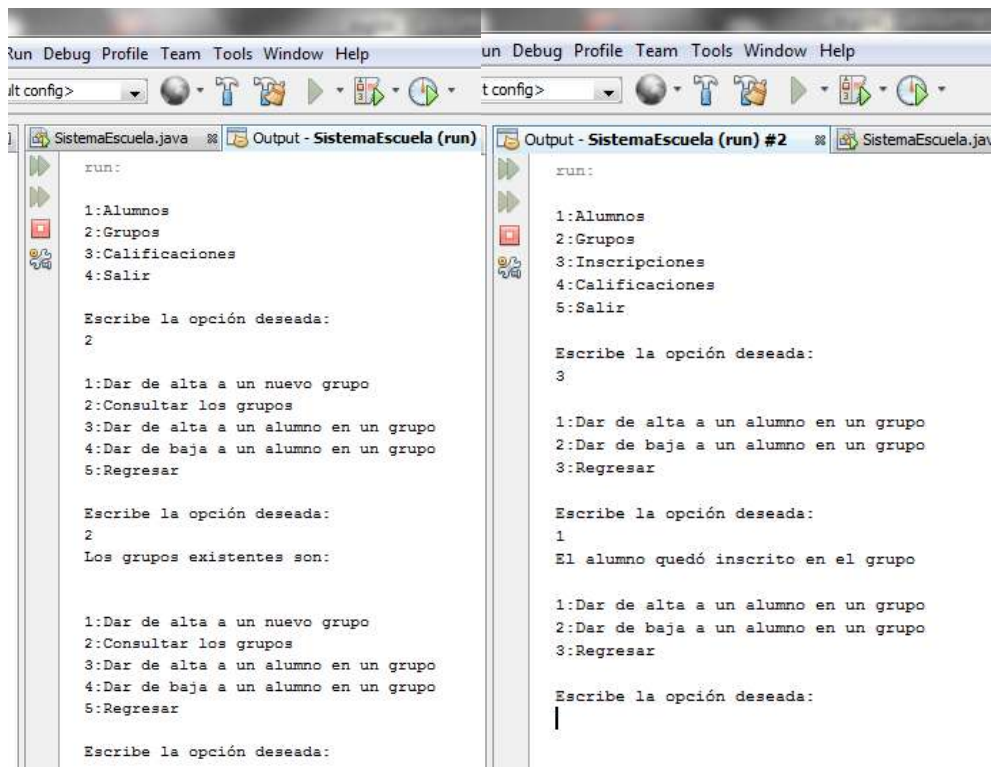 Run Debug Profile Team Tools Window Help
ult config>
SistemaEscuela.java Output - SistemaEscuela (run)
run:
1:Alumnos
2:Grupos
3:Calificaciones
4:Salir
Escribe la opción deseada:
2
1:Dar de alta a un nuevo grupo
2:Consultar los grupos
3:Dar de alta a un alumno en un grupo
4:Dar de baja a un alumno en un grupo
5:Regresar
Escribe la opción deseada:
2
Los grupos existentes son:
1:Dar de alta a un nuevo grupo
2:Consultar los grupos
3:Dar de alta a un alumno en un grupo
4:Dar de baja a un alumno en un grupo
5:Regresar
Escribe la opción deseada:
un Debug Profile Team Tools Window Help
t config>
Output - SistemaEscuela (run) #2 SistemaEscuela.jav
run:
1:Alumnos
2:Grupos
3:Inscripciones
4:Calificaciones
5:Salir
Escribe la opción deseada:
3
1:Dar de alta a un alumno en un grupo
2:Dar de baja a un alumno en un grupo
3:Regresar
Escribe la opción deseada:
1
El alumno quedó inscrito en el grupo
1:Dar de alta a un alumno en un grupo
2:Dar de baja a un alumno en un grupo
3:Regresar
Escribe la opción deseada: